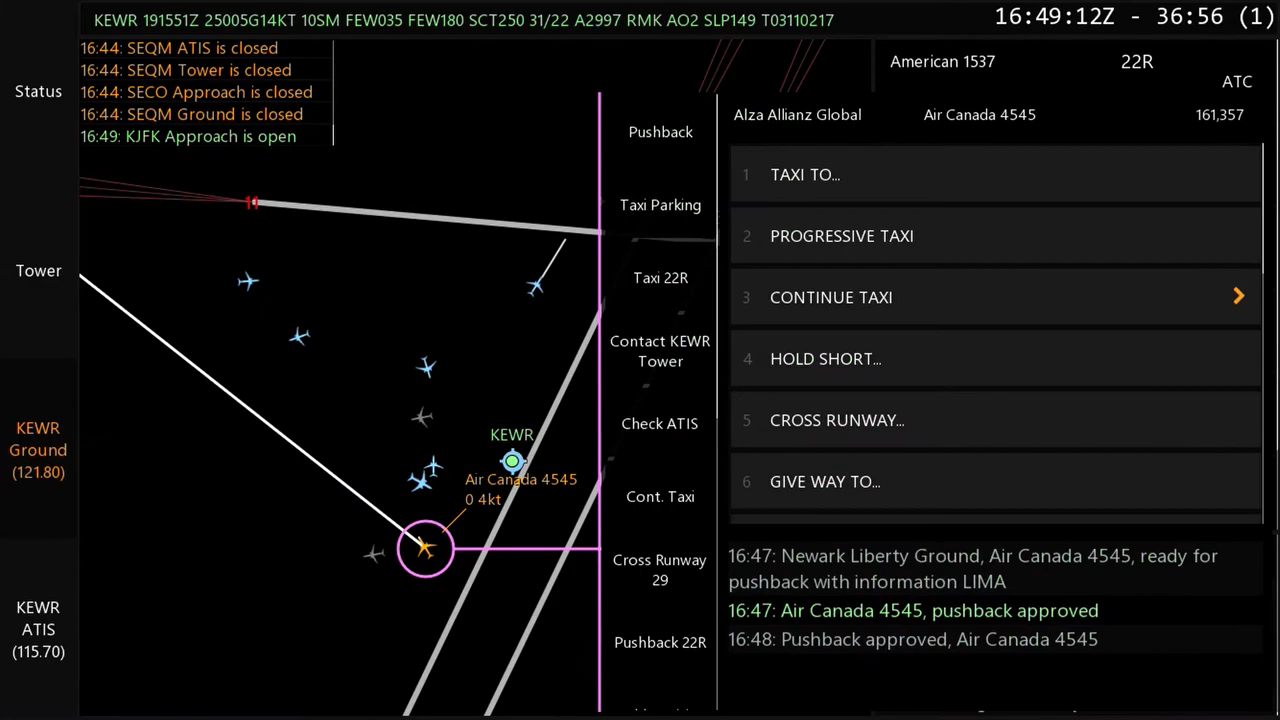 KEWR 191551Z 25005G14KT 10SM FEW035 FEW180 SCT250 31/22 A2997 RMK AO2 SLP149 T03110217
16:49:12Z - 36:56 (1)
16:44: SEQM ATIS is closed
16:44: SEQM Tower is closed
16:44: SECO Approach is closed
16:44: SEQM Ground is closed
16:49: KJFK Approach is open
Status
Tower
KEWR
Ground
(121.80)
KEWR
ATIS
(115.70)
KEWR
Air Canada 4545
0 4kt
Pushback
Taxi Parking
Taxi 22R
Contact KEWR
Tower
Check ATIS
Cont. Taxi
Cross Runway
29
Pushback 22R
American 1537 22R
ATC
Alza Allianz Global Air Canada 4545 161,357
1 TAXI TO...
2 PROGRESSIVE TAXI
3 CONTINUE TAXI
4 HOLD SHORT...
5 CROSS RUNWAY...
6 GIVE WAY TO...
16:47: Newark Liberty Ground, Air Canada 4545, ready for
pushback with information LIMA
16:47: Air Canada 4545, pushback approved
16:48: Pushback approved, Air Canada 4545